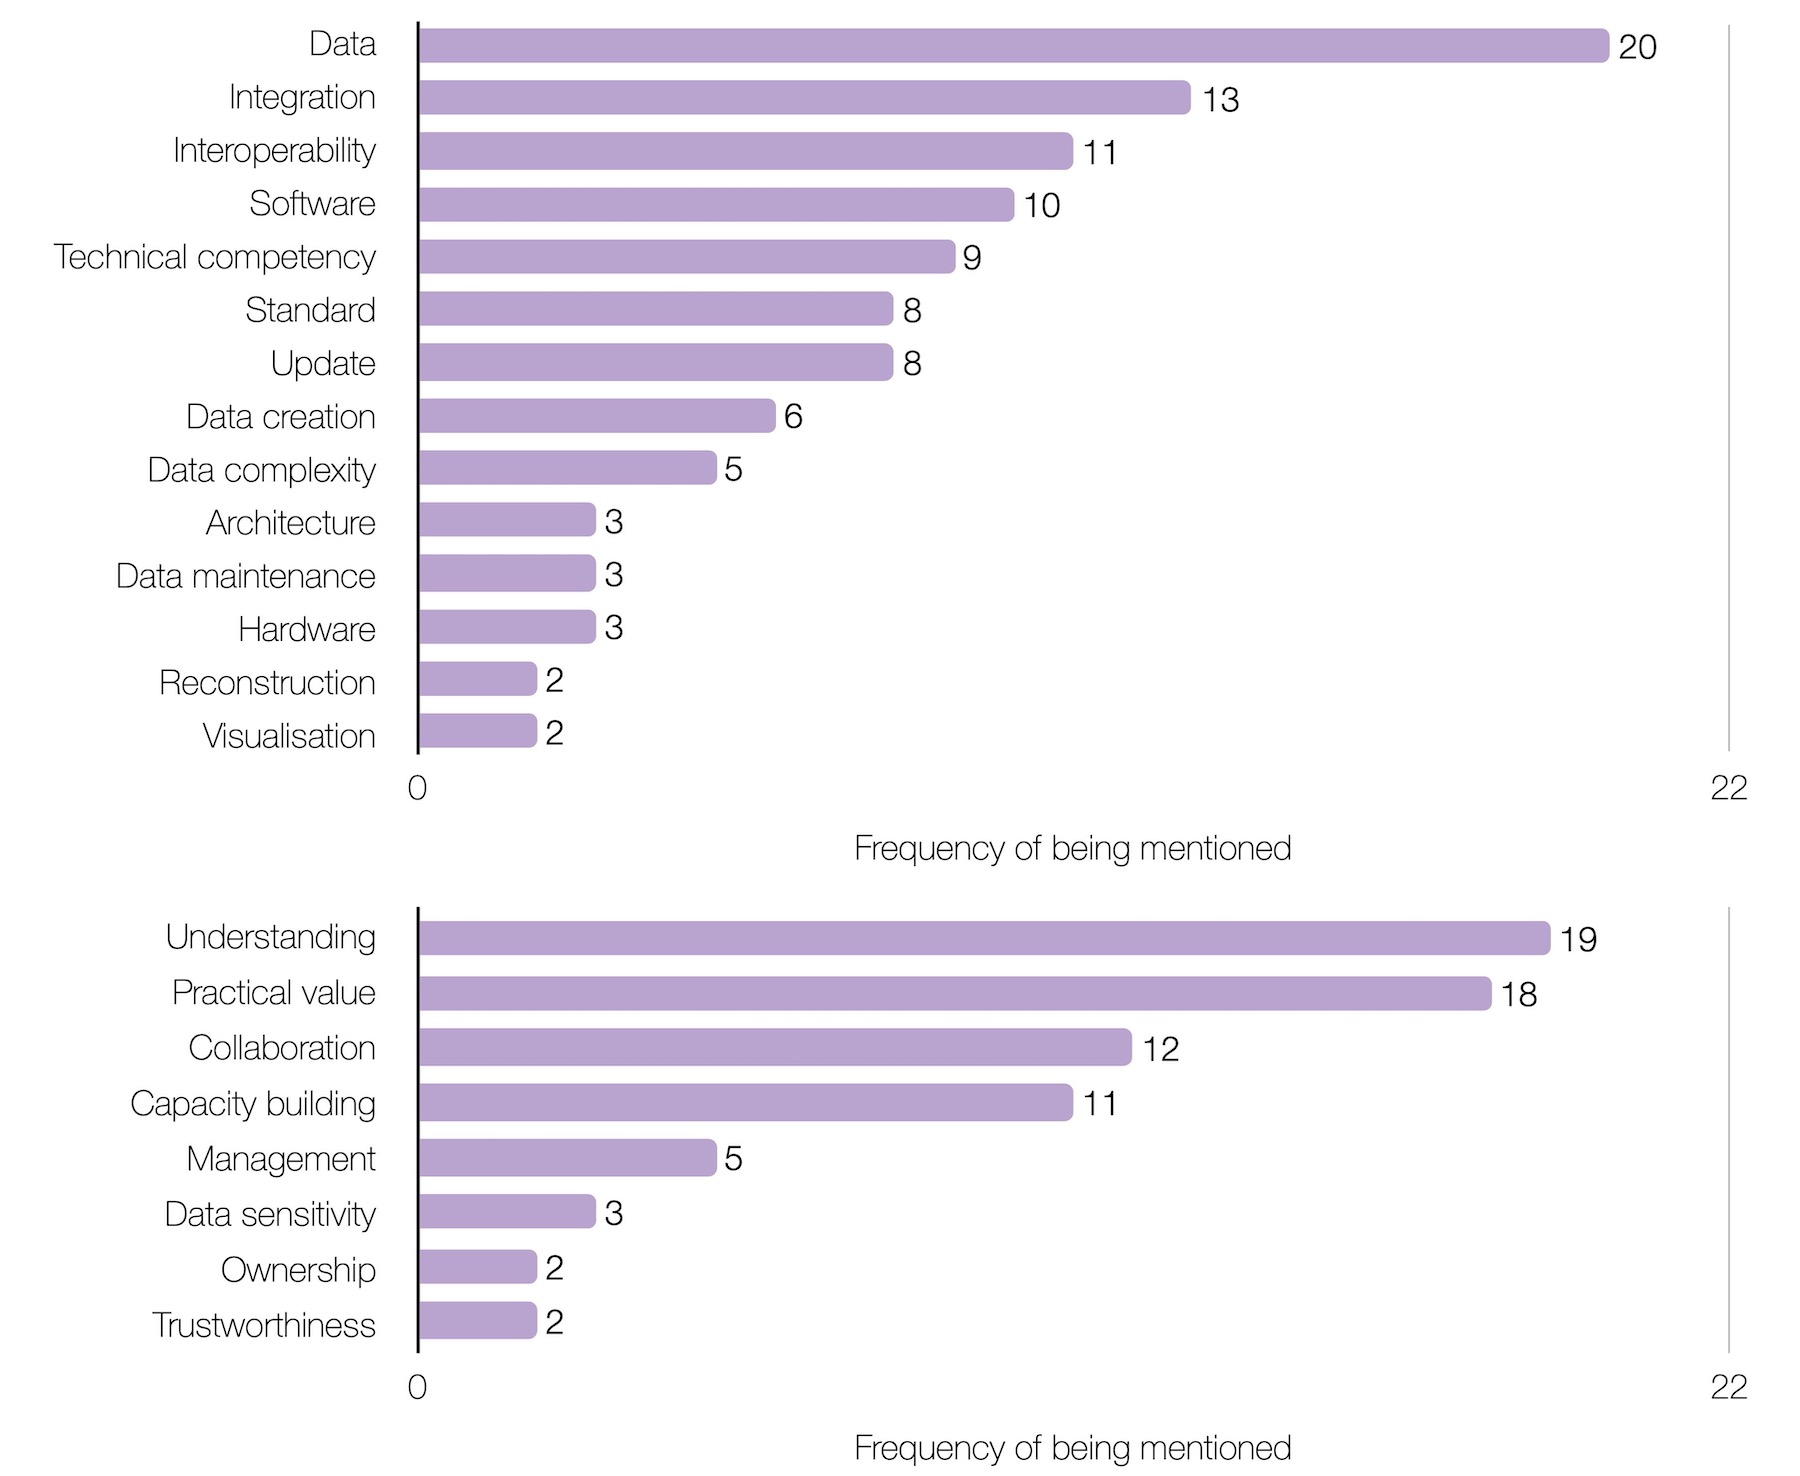 Data 20
Integration 13
Interoperability 11
Software 10
Technical competency 9
Standard 8
Update 8
Data creation 6
Data complexity 5
Architecture 3
Data maintenance 3
Hardware 3
Reconstruction 2
Visualisation 2
0 22
Frequency of being mentioned
Understanding 19
Practical value 18
Collaboration 12
Capacity building 11
Management 5
Data sensitivity 3
Ownership 2
Trustworthiness 2
0 22
Frequency of being mentioned